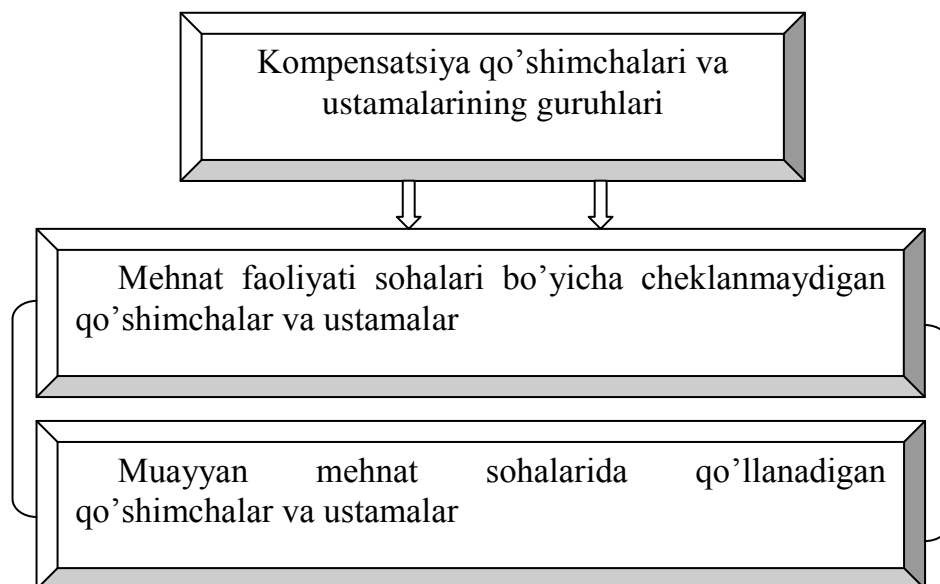 Kompensatsiya qo’shimchalari va
ustamalarining guruhlari
Mehnat faoliyati sohalari bo’yicha cheklanmaydigan
qo’shimchalar va ustamalar
Muayyan mehnat sohalarida qo’llanadigan
qo’shimchalar va ustamalar